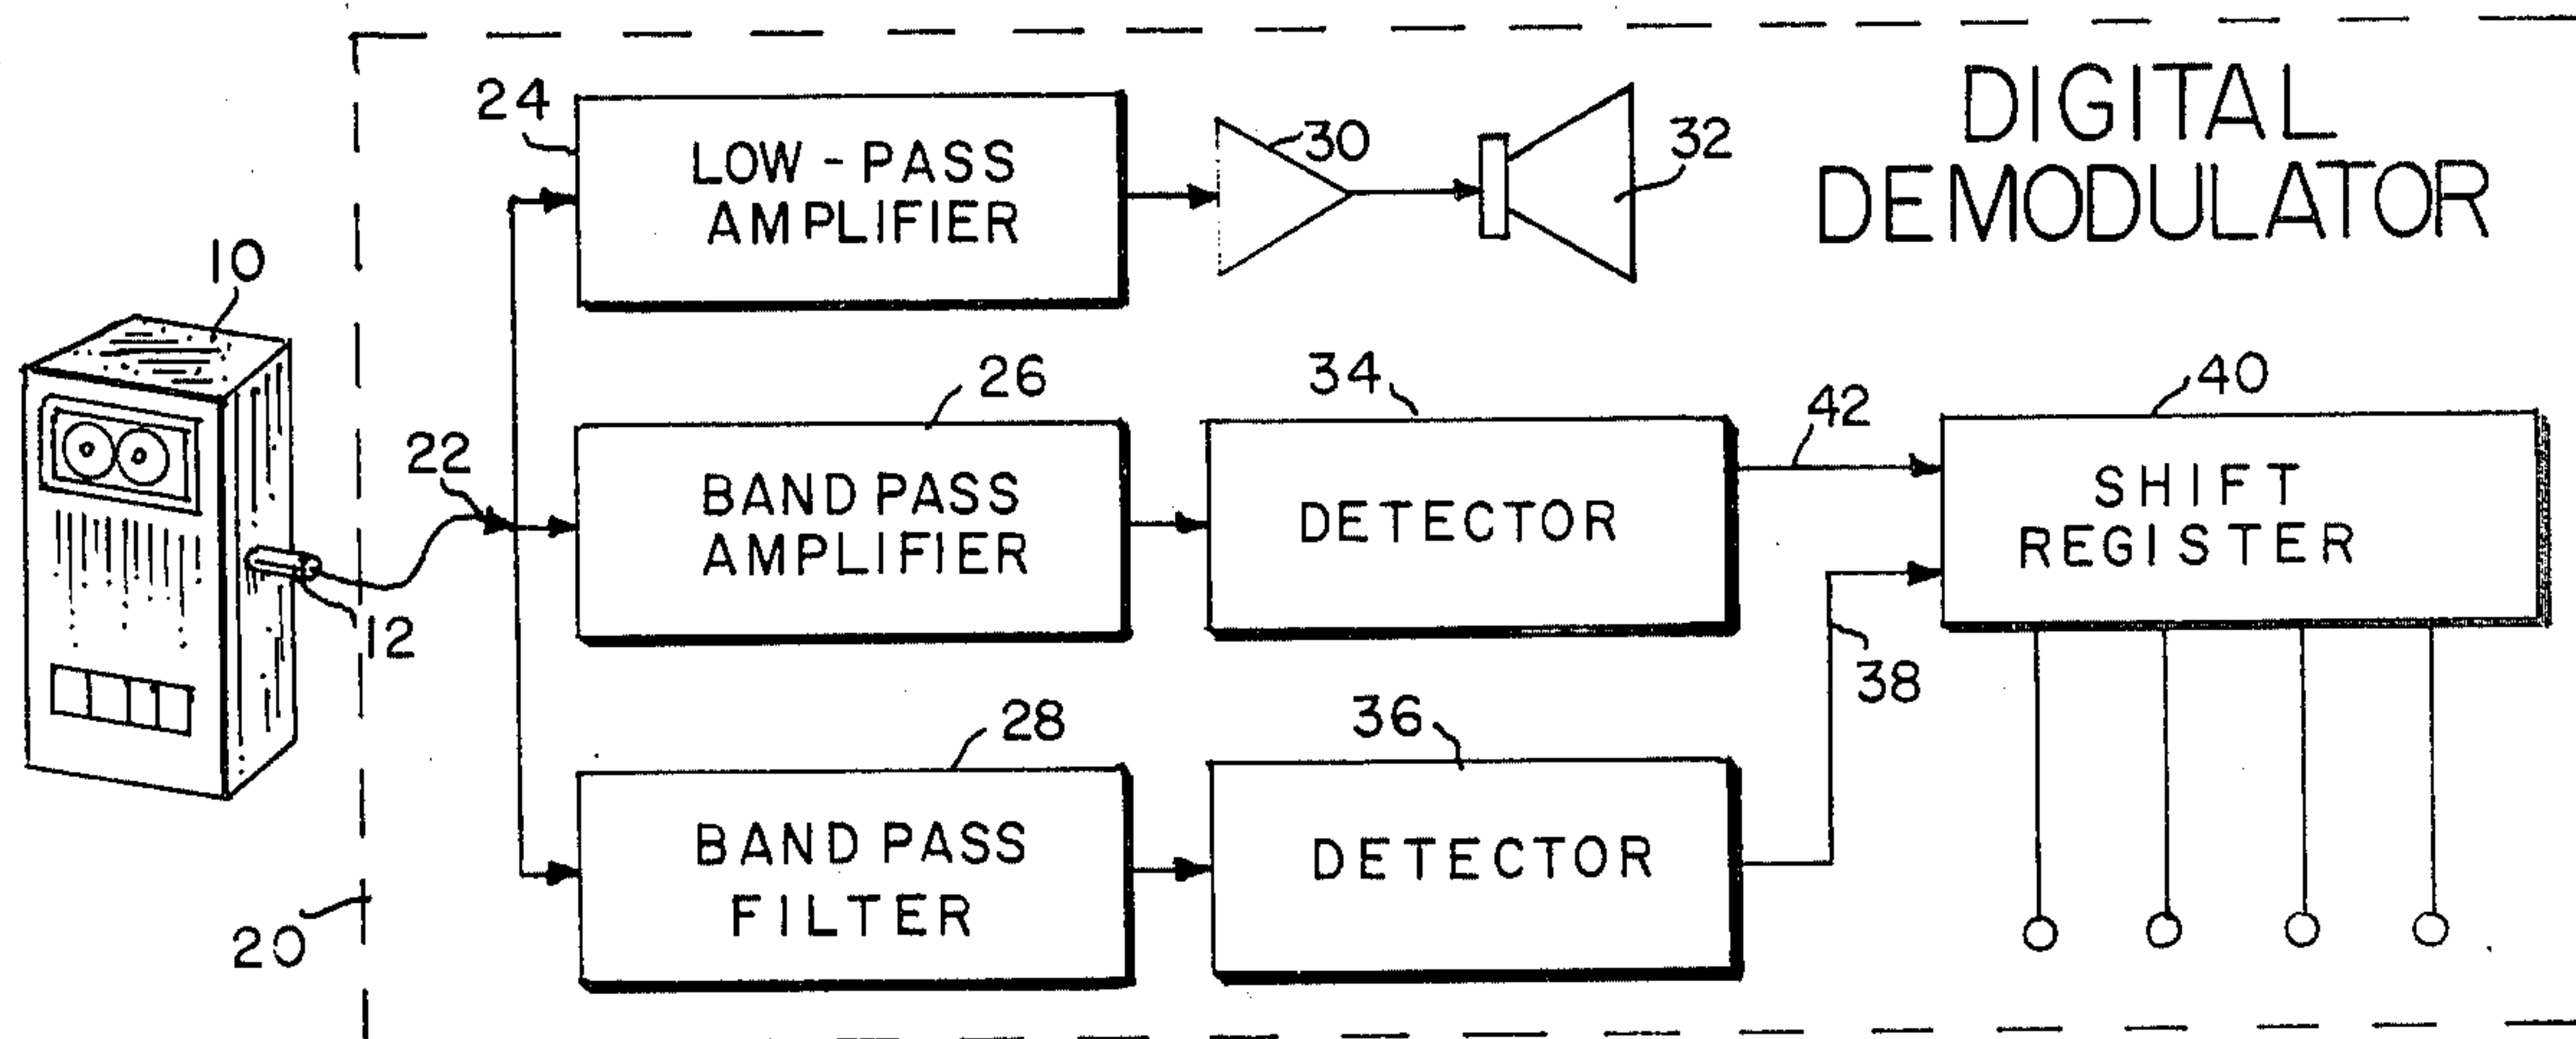 DIGITAL
DEMODULATOR
24
LOW-PASS
AMPLIFIER
30
32
10
12
22
26
BAND PASS
AMPLIFIER
34
DETECTOR
42
40
SHIFT
REGISTER
38
28
BAND PASS
FILTER
36
DETECTOR
20